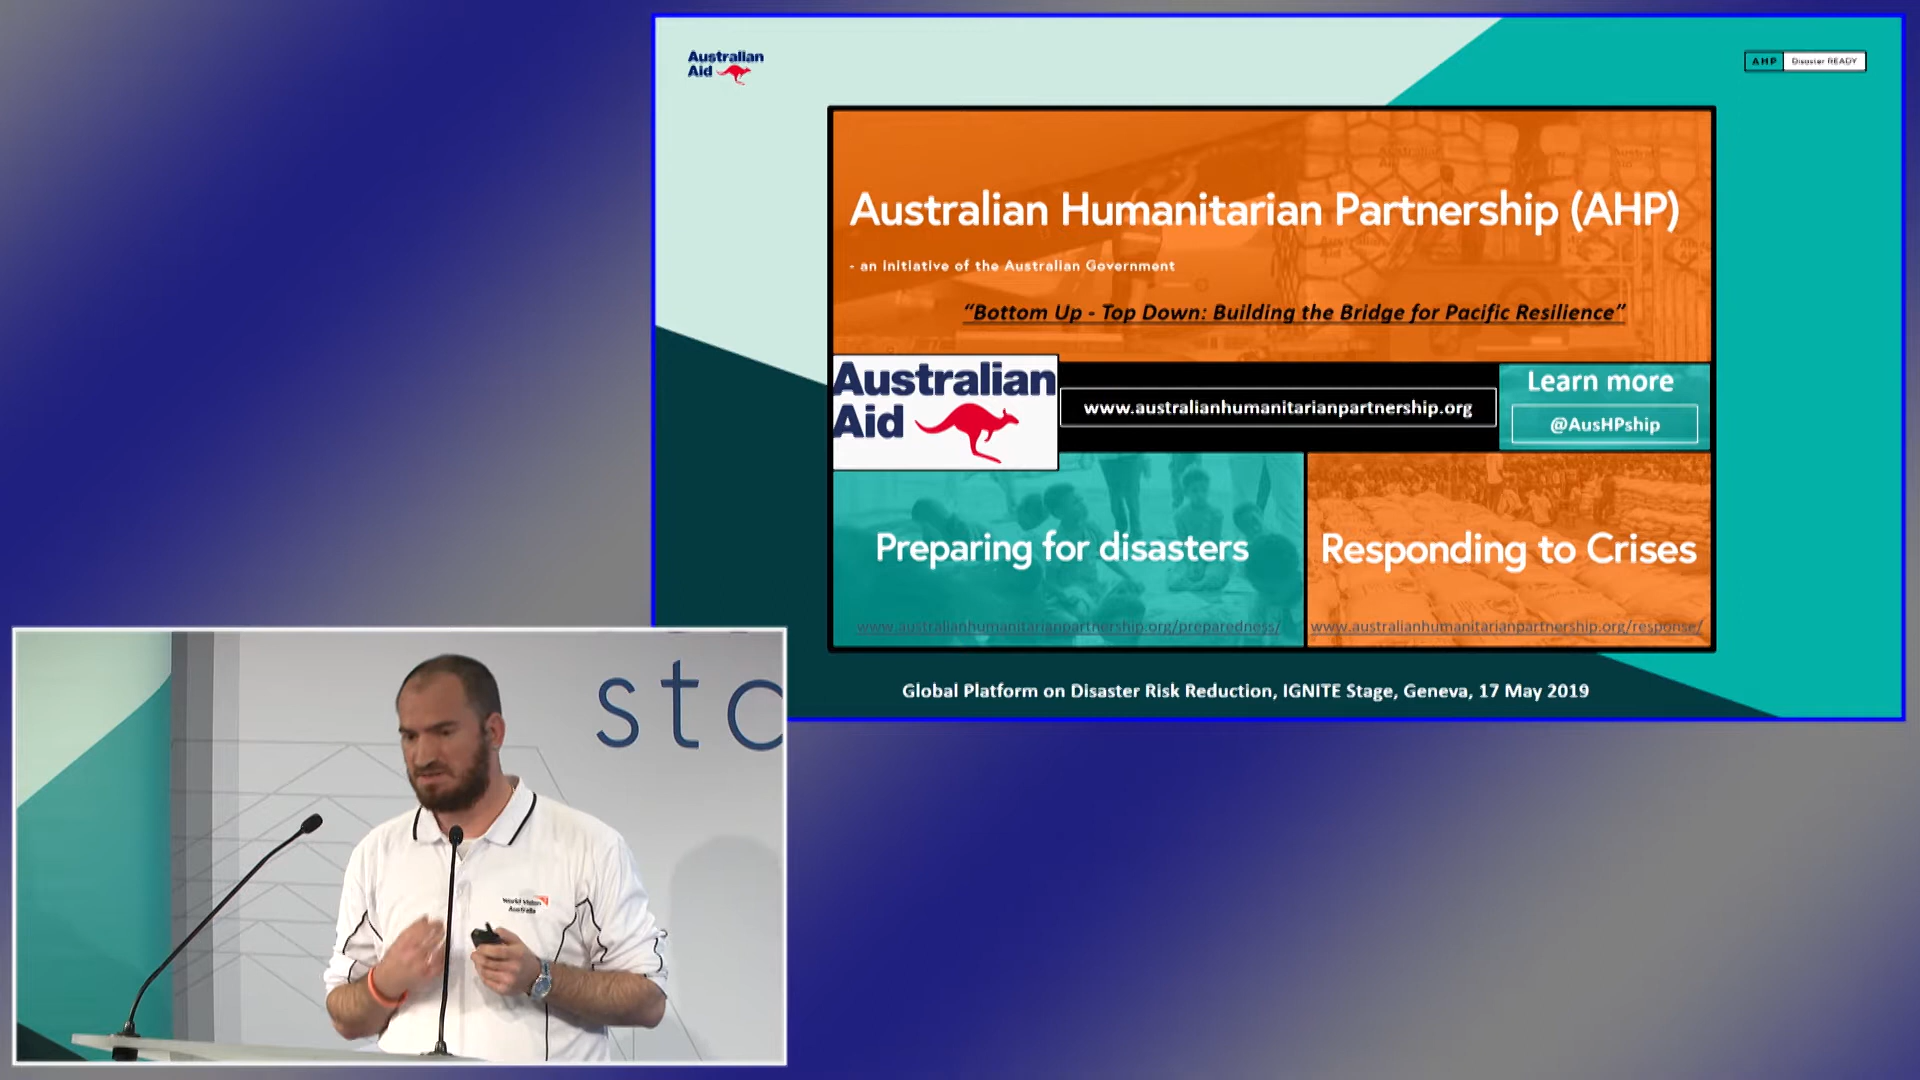 Australian
Aid
AHP Disaster READY
Australian Humanitarian Partnership (AHP)
- an initiative of the Australian Government
“Bottom Up - Top Down: Building the Bridge for Pacific Resilience”
Australian
Aid
www.australianhumanitarianpartnership.org
Learn more
@AusHPship
Preparing for disasters
www.australianhumanitarianpartnership.org/preparedness/
Responding to Crises
www.australianhumanitarianpartnership.org/response/
Global Platform on Disaster Risk Reduction, IGNITE Stage, Geneva, 17 May 2019
World Vision
Australia